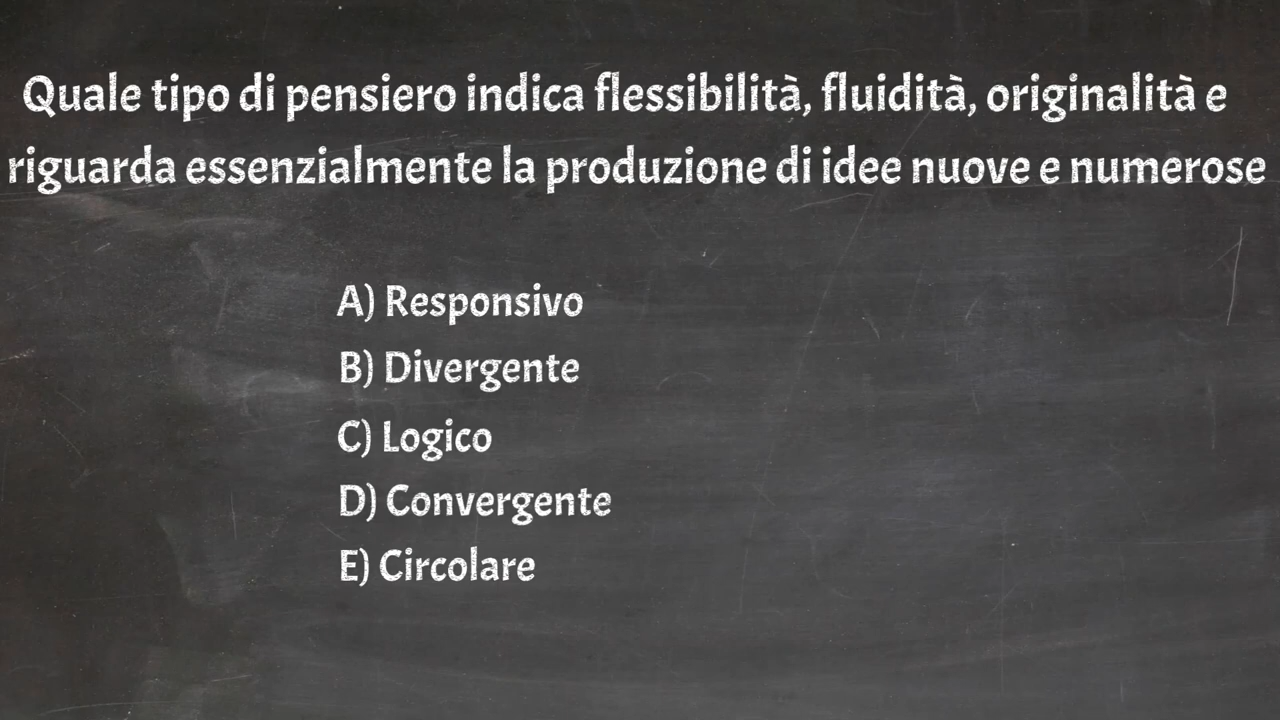 Quale tipo di pensiero indica flessibilità, fluidità, originalità e
riguarda essenzialmente la produzione di idee nuove e numerose
A) Responsivo
B) Divergente
C) Logico
D) Convergente
E) Circolare